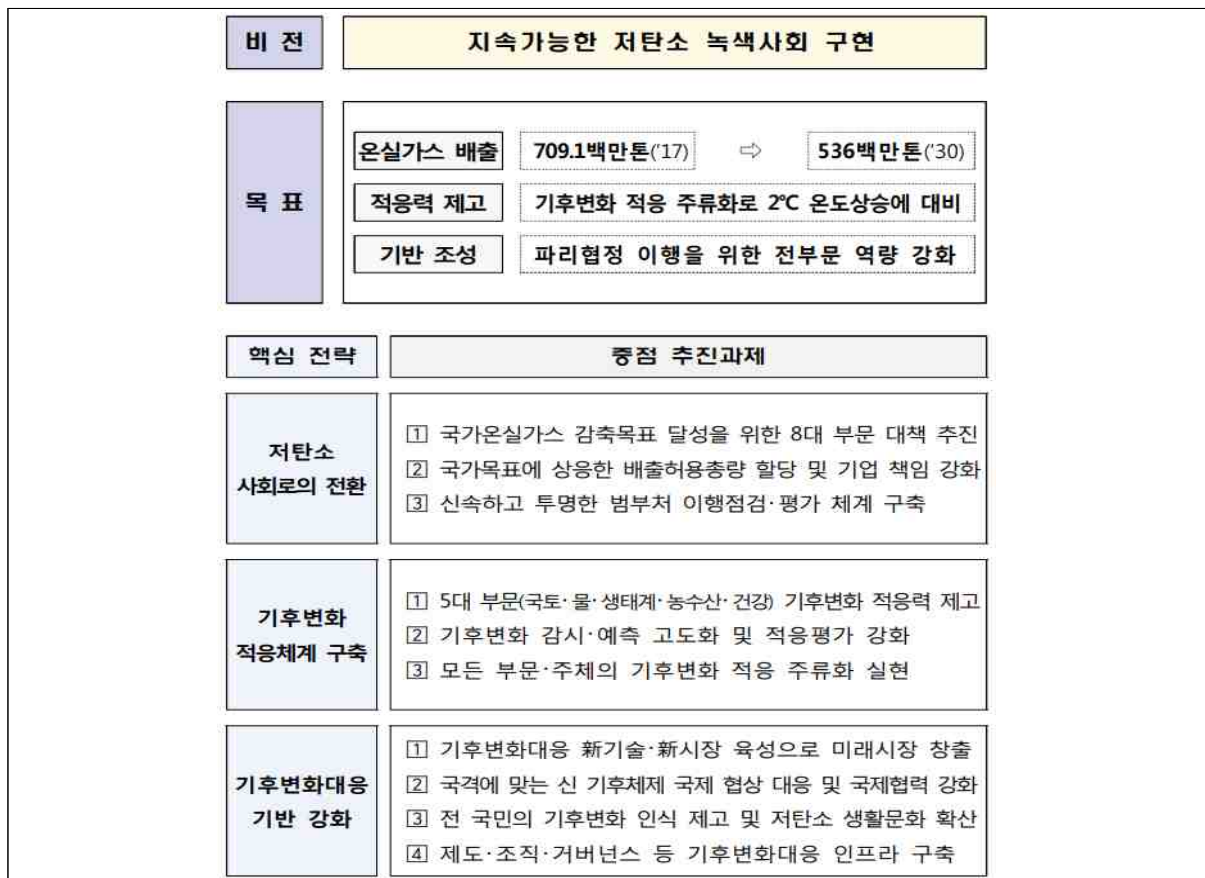 비 전
지속가능한 저탄소 녹색사회 구현
목 표
온실가스 배출 709.1백만톤('17) ⇨ 536백만톤('30)
적응력 제고 기후변화 적응 주류화로 2℃ 온도상승에 대비
기반 조성 파리협정 이행을 위한 전부문 역량 강화
핵심 전략
중점 추진과제
저탄소
사회로의 전환
1 국가온실가스 감축목표 달성을 위한 8대 부문 대책 추진
2 국가목표에 상응한 배출허용총량 할당 및 기업 책임 강화
3 신속하고 투명한 범부처 이행점검·평가 체계 구축
기후변화
적응체계 구축
1 5대 부문(국토·물·생태계·농수산·건강) 기후변화 적응력 제고
2 기후변화 감시·예측 고도화 및 적응평가 강화
3 모든 부문·주체의 기후변화 적응 주류화 실현
기후변화대응
기반 강화
1 기후변화대응 新기술·新시장 육성으로 미래시장 창출
2 국격에 맞는 신 기후체제 국제 협상 대응 및 국제협력 강화
3 전 국민의 기후변화 인식 제고 및 저탄소 생활문화 확산
4 제도·조직·거버넌스 등 기후변화대응 인프라 구축